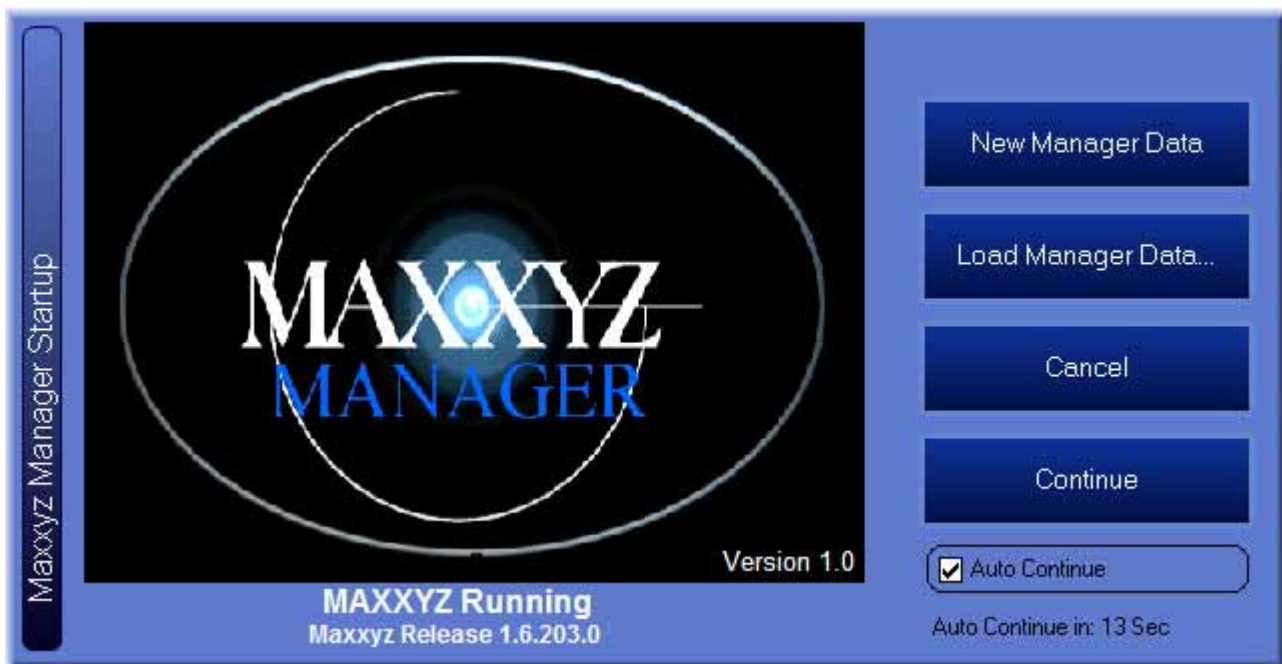 Maxxyz Manager Startup
MAXXYZ
MANAGER
Version 1.0
MAXXYZ Running
Maxxyz Release 1.6.203.0
New Manager Data
Load Manager Data...
Cancel
Continue
Auto Continue
Auto Continue in: 13 Sec